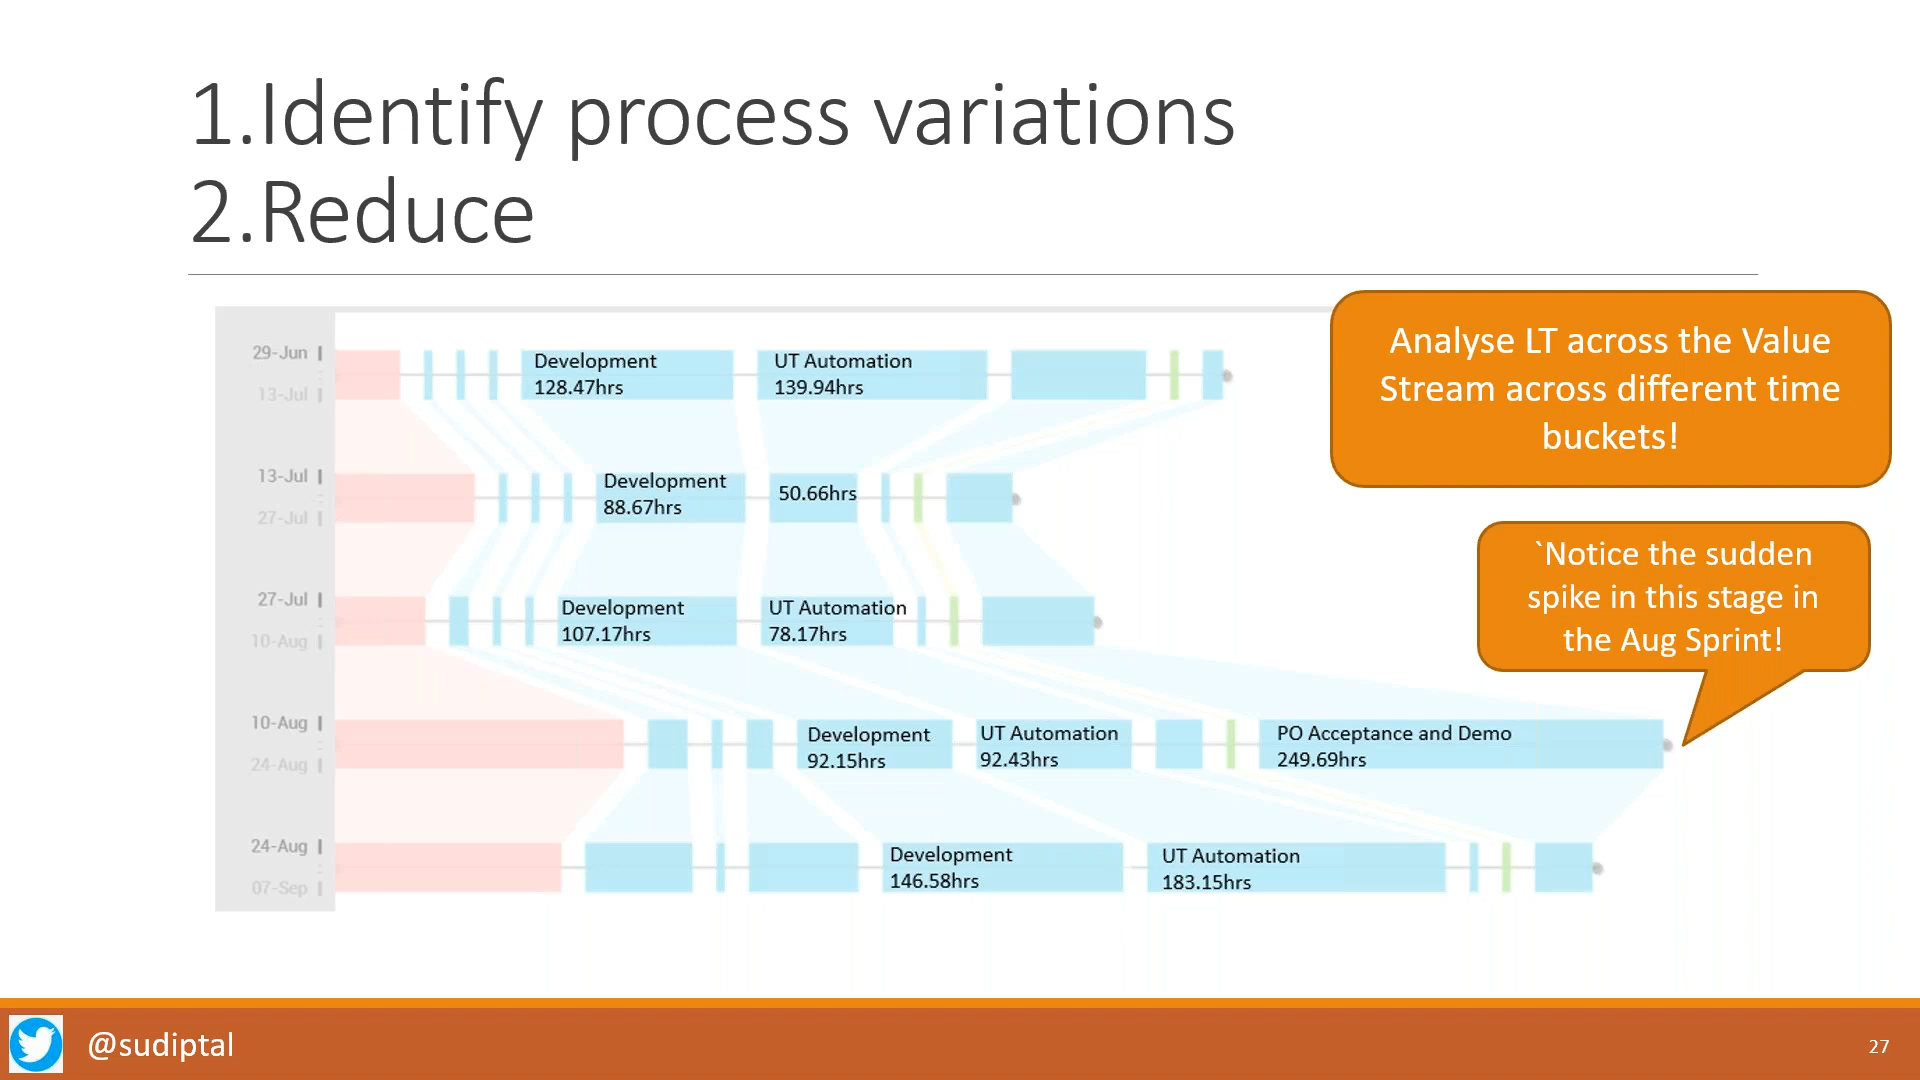 1.Identify process variations
2.Reduce
Analyse LT across the Value
Stream across different time
buckets!
`Notice the sudden
spike in this stage in
the Aug Sprint!
29-Jun
13-Jul
Development
128.47hrs
UT Automation
139.94hrs
13-Jul
27-Jul
Development
88.67hrs
50.66hrs
27-Jul
10-Aug
Development
107.17hrs
UT Automation
78.17hrs
10-Aug
24-Aug
Development
92.15hrs
UT Automation
92.43hrs
PO Acceptance and Demo
249.69hrs
24-Aug
07-Sep
Development
146.58hrs
UT Automation
183.15hrs
@sudiptal
27